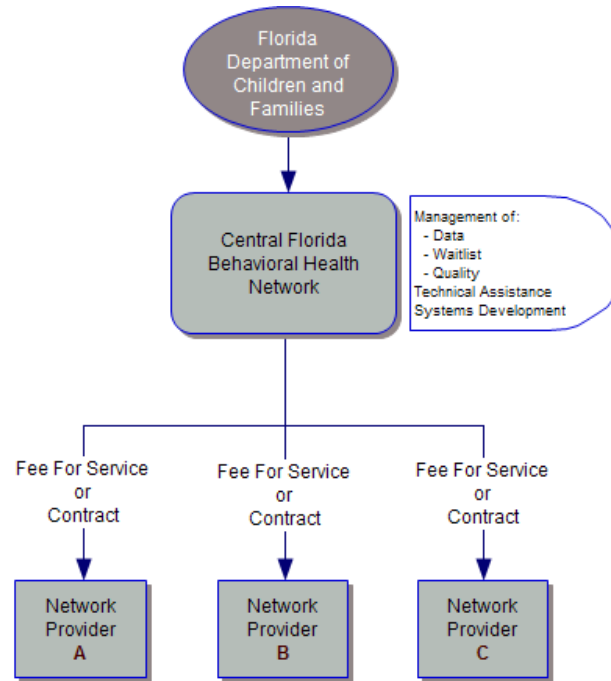 Florida
Department of
Children and
Families
Central Florida
Behavioral Health
Network
Management of:
- Data
- Waitlist
- Quality
Technical Assistance
Systems Development
Fee For Service
or
Contract
Fee For Service
or
Contract
Fee For Service
or
Contract
Network
Provider
A
Network
Provider
B
Network
Provider
C